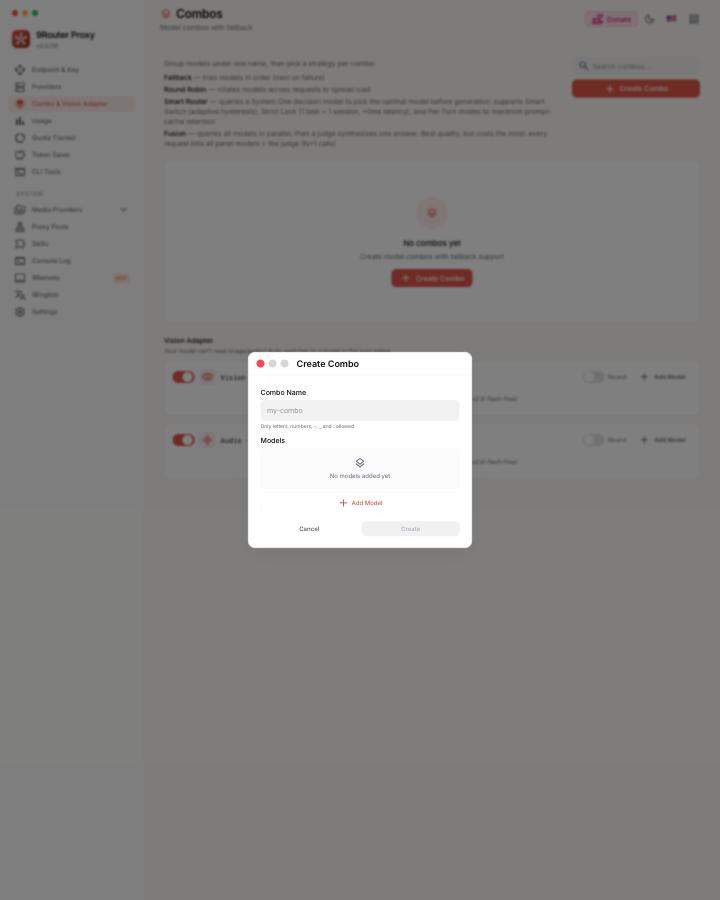 9Router Proxy
Endpoint & Key
Providers
Combo & Vision Adapter
Usage
Quota Tracker
Token Saver
CLI Tools
SYSTEM
Media Providers
Proxy Pools
Skills
Console Log
9Remote
HOT
9English
Settings
Combos
Model combos with fallback
Donate
Group models under one name, then pick a strategy per combo:
Fallback — tries models in order (next on failure)
Round Robin — rotates models across requests to spread load
Smart Router — queries a System One decision model to pick the optimal model before generation; supports Smart
Switch (adaptive hysteresis), Strict Lock (1 task = 1 session, ~0ms latency), and Per-Turn modes to maximize prompt-
cache retention
Fusion — queries all models in parallel, then a judge synthesizes one answer. Best quality, but costs the most: every
request hits all panel models + the judge (N+1 calls)
Search combos...
Create Combo
No combos yet
Create model combos with fallback support
Create Combo
Vision Adapter
Vision
Round
Add Model
Audio
Round
Add Model
Create Combo
Combo Name
my-combo
Only letters, numbers, -, _ and . allowed
Models
No models added yet
Add Model
Cancel
Create